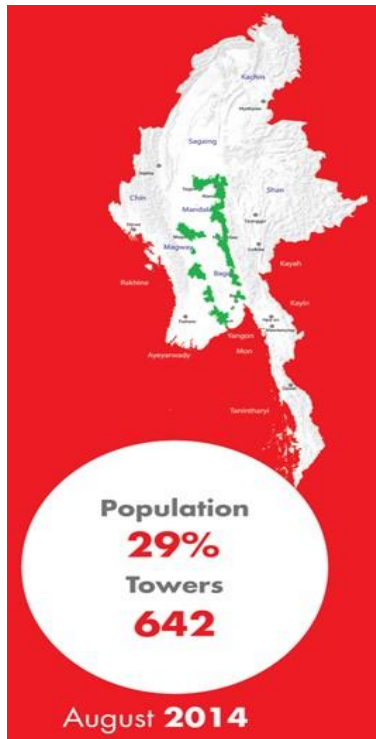 Kachin
Sagaing
Shan
Chin
Mandalay
Magway
Bago
Kayah
Rakhine
Kayin
Yangon
Ayeyarwady
Mon
Tanintharyi
Population
29%
Towers
642
August 2014